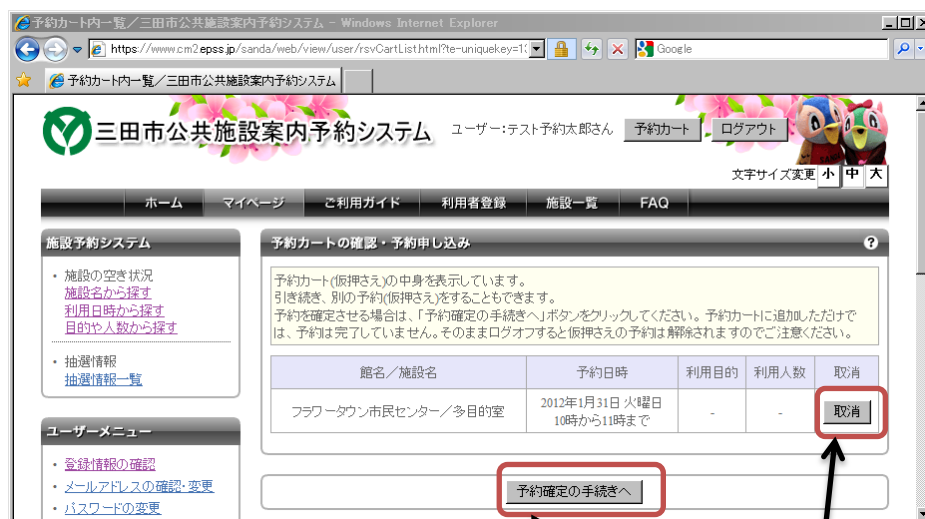 予約カート内一覧／三田市公共施設案内予約システム - Windows Internet Explorer
https://www.cm2.epss.jp/sanda/web/view/user/rsvCartList.html?te-uniquekey=13
Google
予約カート内一覧／三田市公共施設案内予約システム
三田市公共施設案内予約システム
ユーザー:テスト予約太郎さん 予約カート ログアウト
文字サイズ変更 小 中 大
ホーム マイページ ご利用ガイド 利用者登録 施設一覧 FAQ
施設予約システム
・ 施設の空き状況
施設名から探す
利用日時から探す
目的や人数から探す
・ 抽選情報
抽選情報一覧
ユーザーメニュー
・ 登録情報の確認
・ メールアドレスの確認・変更
・ パスワードの変更
予約カートの確認・予約申し込み ?
予約カート(仮押さえ)の中身を表示しています。
引き続き、別の予約(仮押さえ)をすることもできます。
予約を確定させる場合は、「予約確定の手続きへ」ボタンをクリックしてください。予約カートに追加しただけで
は、予約は完了していません。そのままログオフすると仮押さえの予約は解除されますのでご注意ください。
館名／施設名 予約日時 利用目的 利用人数 取消
フラワータウン市民センター／多目的室 2012年1月31日 火曜日 - - 取消
10時から11時まで
予約確定の手続きへ